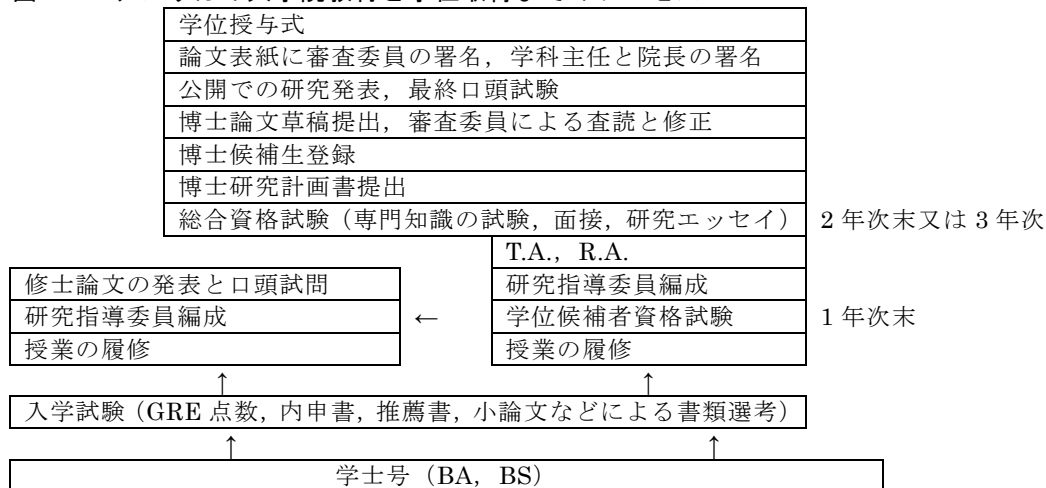 学位授与式
論文表紙に審査委員の署名，学科主任と院長の署名
公開での研究発表，最終口頭試験
博士論文草稿提出，審査委員による査読と修正
博士候補生登録
博士研究計画書提出
総合資格試験（専門知識の試験，面接，研究エッセイ） 2 年次末又は 3 年次
T.A.，R.A.
修士論文の発表と口頭試問 研究指導委員編成
研究指導委員編成 ← 学位候補者資格試験 1 年次末
授業の履修 授業の履修
↑ ↑
入学試験（GRE 点数，内申書，推薦書，小論文などによる書類選考）
↑ ↑
学士号（BA，BS）